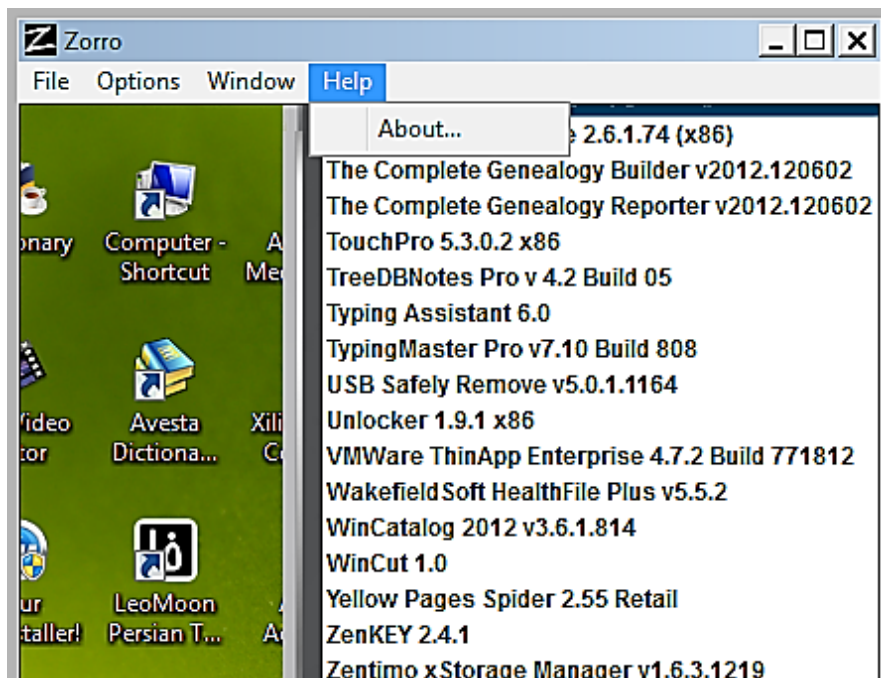 Zorro
File Options Window Help
About...
2.6.1.74 (x86)
The Complete Genealogy Builder v2012.120602
The Complete Genealogy Reporter v2012.120602
TouchPro 5.3.0.2 x86
TreeDBNotes Pro v 4.2 Build 05
Typing Assistant 6.0
TypingMaster Pro v7.10 Build 808
USB Safely Remove v5.0.1.1164
Unlocker 1.9.1 x86
VMWare ThinApp Enterprise 4.7.2 Build 771812
WakefieldSoft HealthFile Plus v5.5.2
WinCatalog 2012 v3.6.1.814
WinCut 1.0
Yellow Pages Spider 2.55 Retail
ZenKEY 2.4.1
Zentimo xStorage Manager v1.6.3.1219
Computer -
Shortcut
Avesta
Dictiona...
LeoMoon
Persian T...